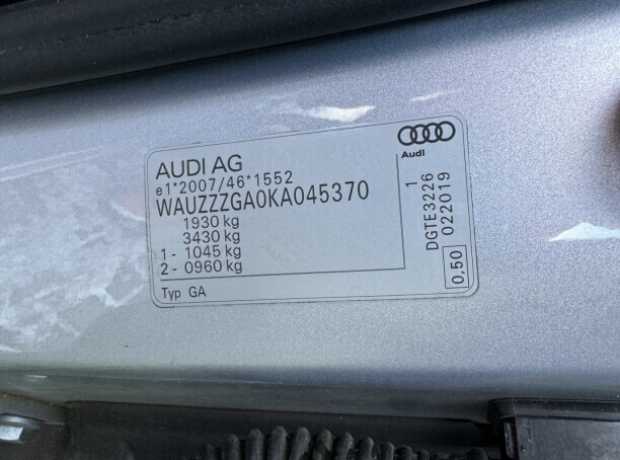 AUDI AG
e1*2007/46*1552
WAUZZZGA0KA045370
1930 kg
3430 kg
1 - 1045 kg
2 - 0960 kg
Typ GA
Audi
1
DGTE3226
022019
0,50